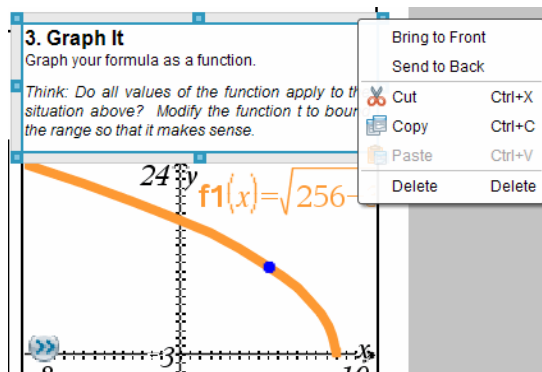 3. Graph It
Graph your formula as a function.
Think: Do all values of the function apply to th
situation above? Modify the function t to boun
the range so that it makes sense.
Bring to Front
Send to Back
Cut Ctrl+X
Copy Ctrl+C
Paste Ctrl+V
Delete Delete
24 y
f1(x)=√256-
x
-8 -3 10